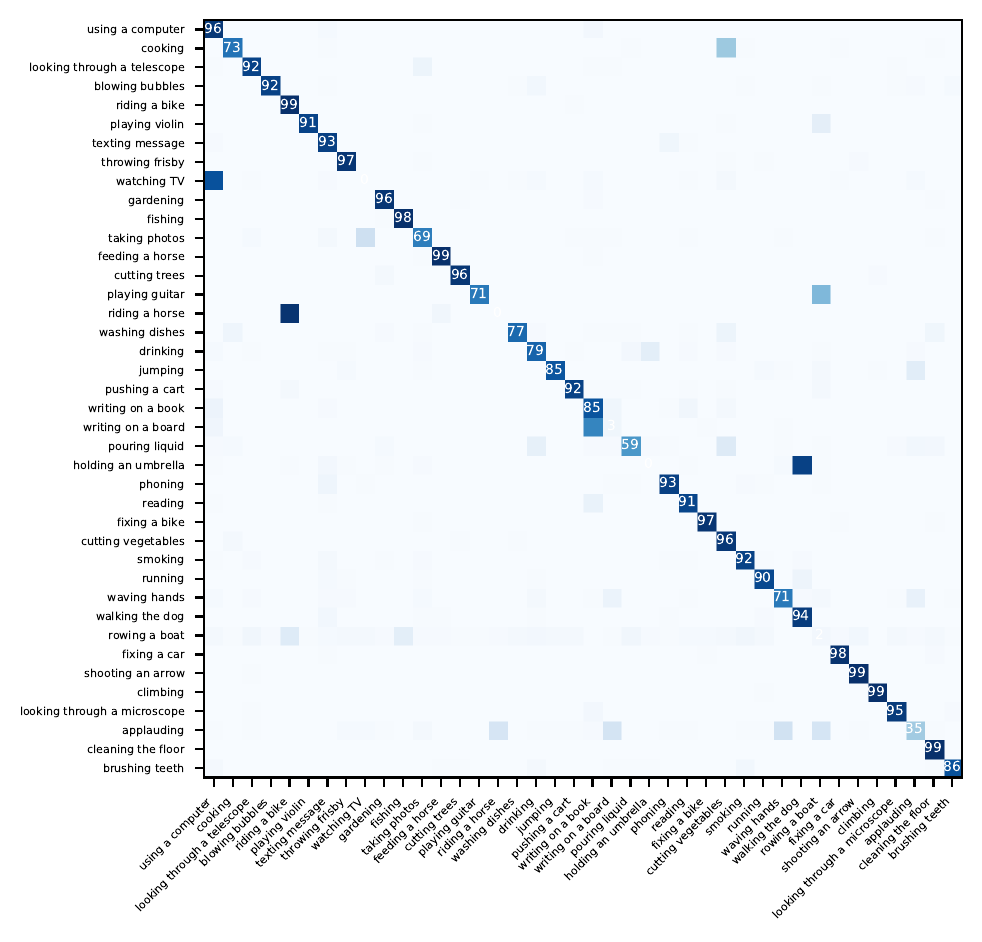 using a computer 96
cooking 73
looking through a telescope 92
blowing bubbles 92
riding a bike 99
playing violin 91
texting message 93
throwing frisby 97
watching TV
gardening 96
fishing 98
taking photos 69
feeding a horse 99
cutting trees 96
playing guitar 71
riding a horse 0
washing dishes 77
drinking 79
jumping 85
pushing a cart 92
writing on a book 85
writing on a board 3
pouring liquid 59
holding an umbrella
phoning 93
reading 91
fixing a bike 97
cutting vegetables 96
smoking 92
running 90
waving hands 71
walking the dog 94
rowing a boat 2
fixing a car 98
shooting an arrow 99
climbing 99
looking through a microscope 95
applauding 35
cleaning the floor 99
brushing teeth 86
using a computer
cooking
looking through a telescope
blowing bubbles
riding a bike
playing violin
texting message
throwing frisby
watching TV
gardening
fishing
taking photos
feeding a horse
cutting trees
playing guitar
riding a horse
washing dishes
drinking
jumping
pushing a cart
writing on a book
writing on a board
pouring liquid
holding an umbrella
phoning
reading
fixing a bike
cutting vegetables
smoking
running
waving hands
walking the dog
rowing a boat
fixing a car
shooting an arrow
climbing
looking through a microscope
applauding
cleaning the floor
brushing teeth